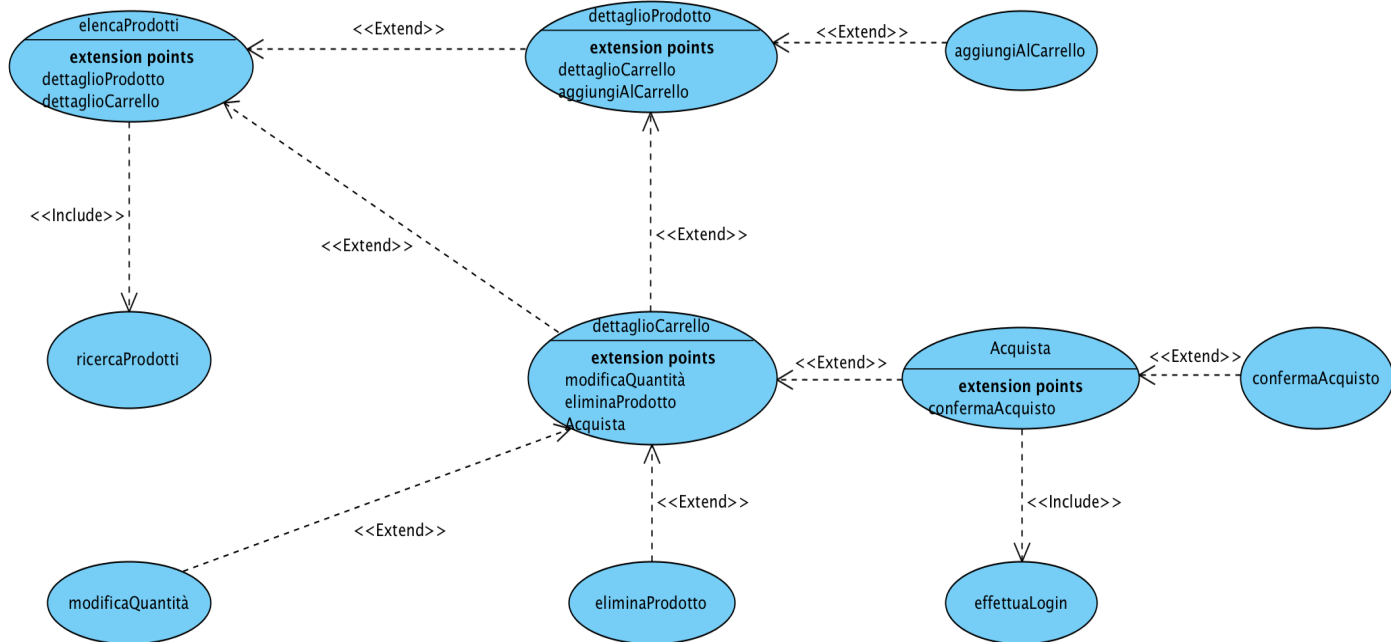 elencaProdotti
extension points
dettaglioProdotto
dettaglioCarrello
<<Extend>>
dettaglioProdotto
extension points
dettaglioCarrello
aggiungiAlCarrello
<<Extend>>
aggiungiAlCarrello
<<Include>>
<<Extend>>
<<Extend>>
ricercaProdotti
dettaglioCarrello
extension points
modificaQuantità
eliminaProdotto
Acquista
<<Extend>>
Acquista
extension points
confermaAcquisto
<<Extend>>
confermaAcquisto
<<Extend>>
<<Extend>>
<<Include>>
modificaQuantità
eliminaProdotto
effettuaLogin